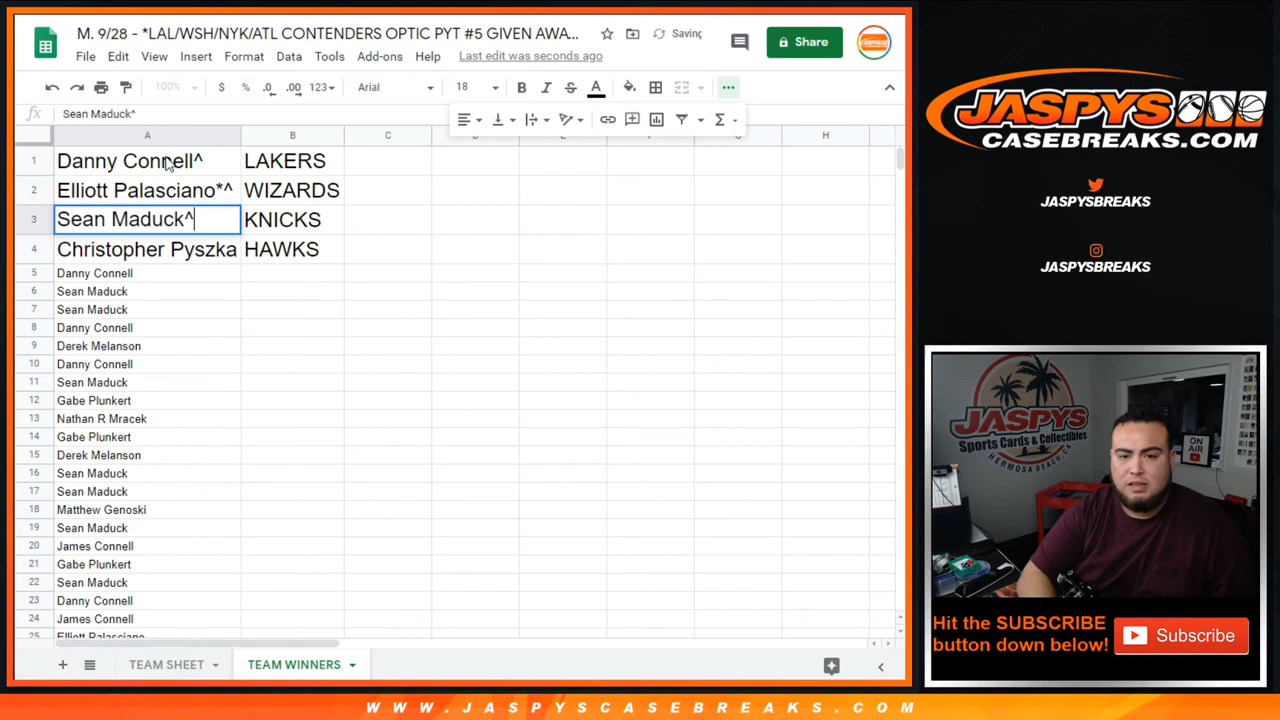 M. 9/28 - *LAL/WSH/NYK/ATL CONTENDERS OPTIC PYT #5 GIVEN AWA...
Saving
Share
File Edit View Insert Format Data Tools Add-ons Help Last edit was seconds ago
100% $ % .0 .00 123 Arial 18 B I S A
fx Sean Maduck^
A B C H
1 Danny Connell^ LAKERS
2 Elliott Palasciano*^ WIZARDS
3 Sean Maduck^ KNICKS
4 Christopher Pyszka HAWKS
5 Danny Connell
6 Sean Maduck
7 Sean Maduck
8 Danny Connell
9 Derek Melanson
10 Danny Connell
11 Sean Maduck
12 Gabe Plunkert
13 Nathan R Mracek
14 Gabe Plunkert
15 Derek Melanson
16 Sean Maduck
17 Sean Maduck
18 Matthew Genoski
19 Sean Maduck
20 James Connell
21 Gabe Plunkert
22 Sean Maduck
23 Danny Connell
24 James Connell
25 Elliott Palasciano
TEAM SHEET TEAM WINNERS
JASPYS
CASEBREAKS.COM
JASPYSBREAKS
JASPYSBREAKS
JASPYS
Sports Cards & Collectibles
HERMOSA BEACH, CA
ON AIR
Hit the SUBSCRIBE
button down below!
Subscribe
WWW.JASPYSCASEBREAKS.COM